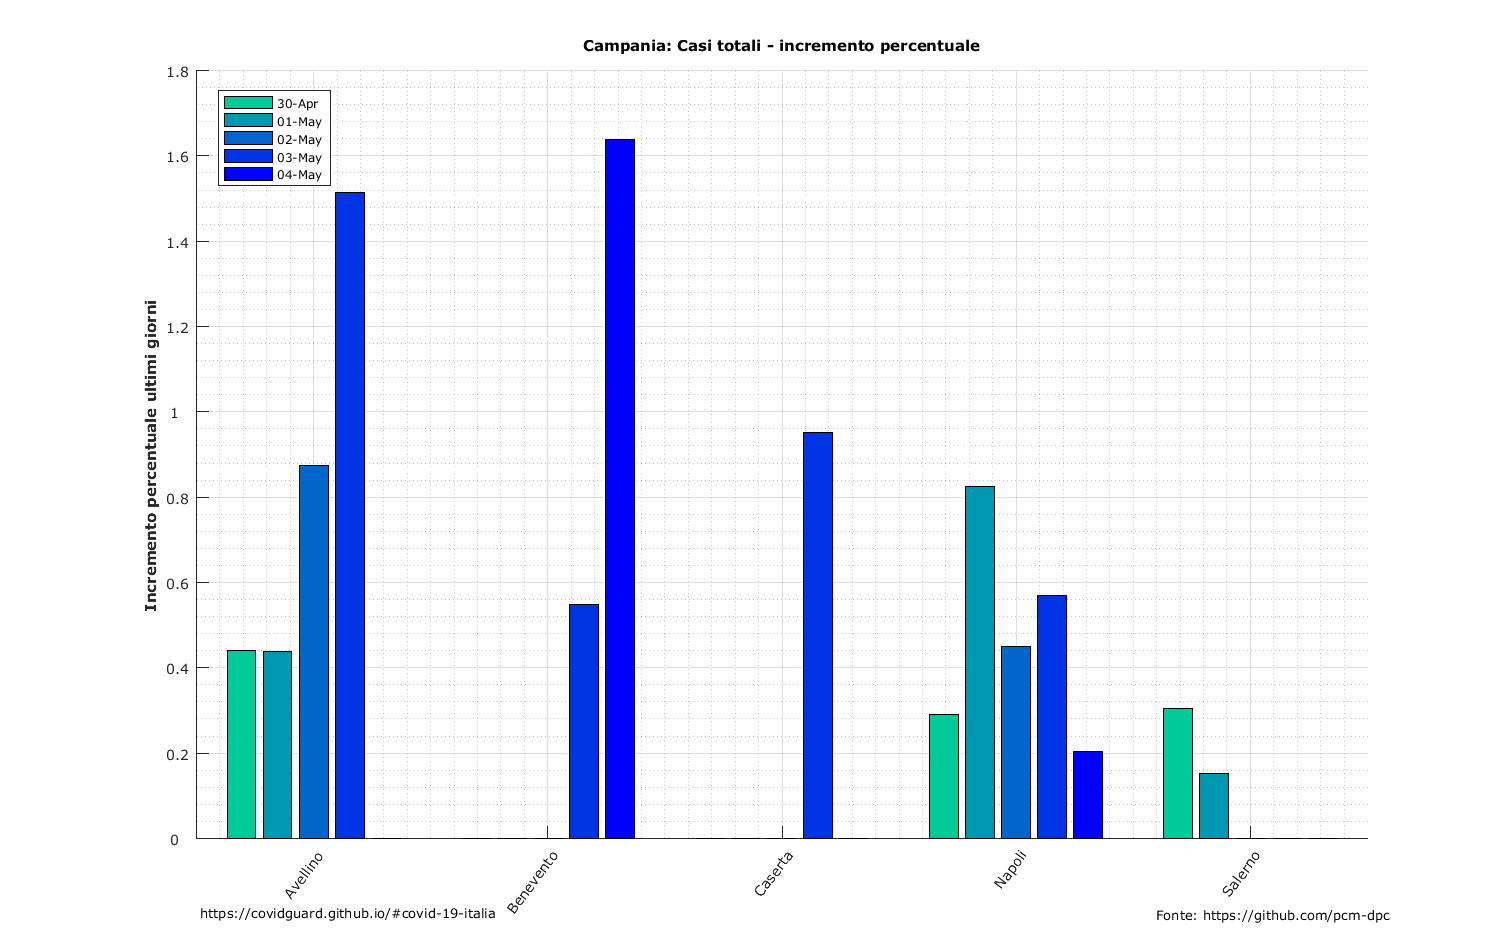 Campania: Casi totali - incremento percentuale
1.8
1.6
1.4
1.2
1
0.8
0.6
0.4
0.2
0
Incremento percentuale ultimi giorni
30-Apr
01-May
02-May
03-May
04-May
Avellino
Benevento
Caserta
Napoli
Salerno
https://covidguard.github.io/#covid-19-italia
Fonte: https://github.com/pcm-dpc